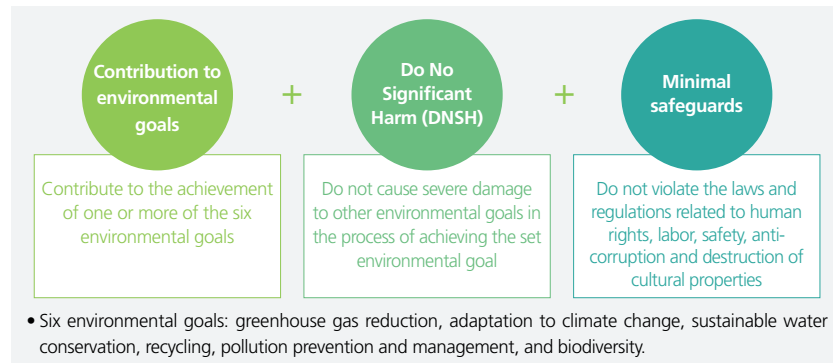 Contribution to
environmental
goals
+
Do No
Significant
Harm (DNSH)
+
Minimal
safeguards
Contribute to the achievement
of one or more of the six
environmental goals
Do not cause severe damage
to other environmental goals in
the process of achieving the set
environmental goal
Do not violate the laws and
regulations related to human
rights, labor, safety, anti-
corruption and destruction of
cultural properties
• Six environmental goals: greenhouse gas reduction, adaptation to climate change, sustainable water
conservation, recycling, pollution prevention and management, and biodiversity.